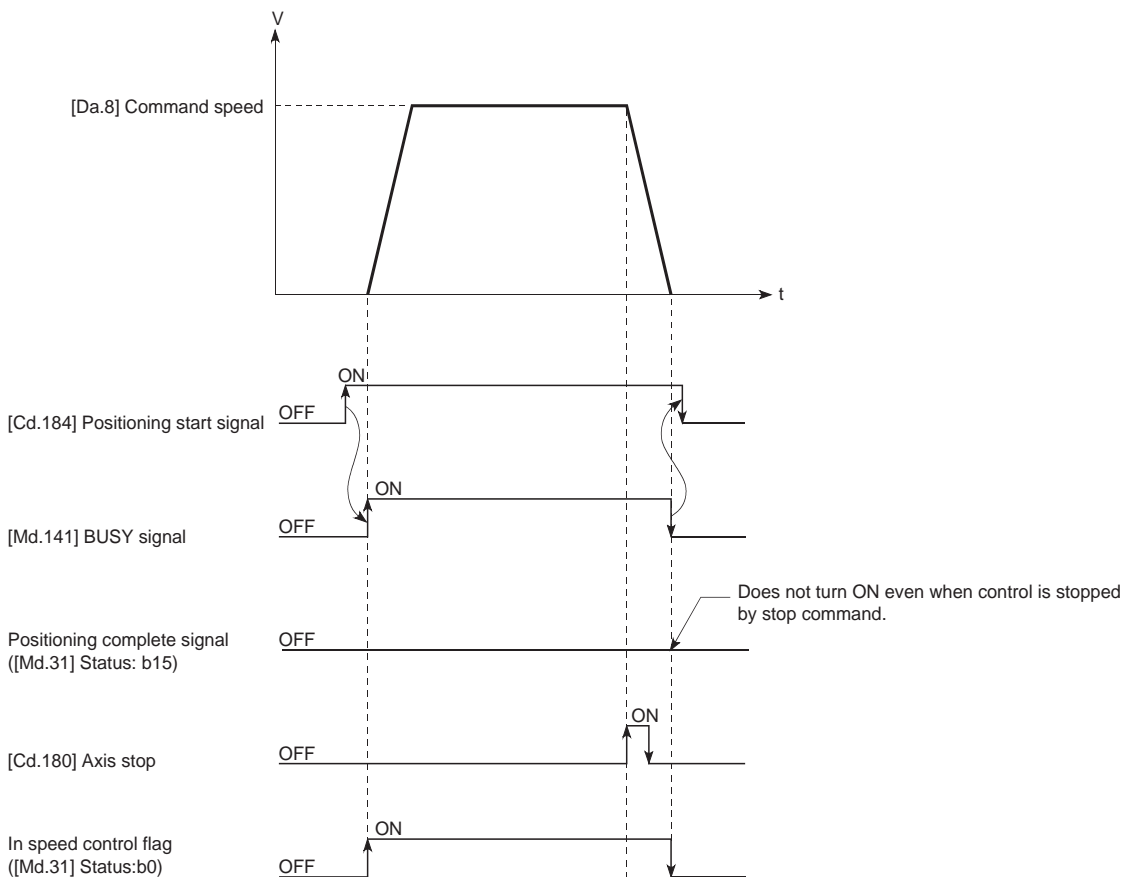 V
[Da.8] Command speed
t
ON
[Cd.184] Positioning start signal
OFF
ON
[Md.141] BUSY signal
OFF
Does not turn ON even when control is stopped
by stop command.
Positioning complete signal
([Md.31] Status: b15)
OFF
ON
[Cd.180] Axis stop
OFF
ON
In speed control flag
([Md.31] Status:b0)
OFF